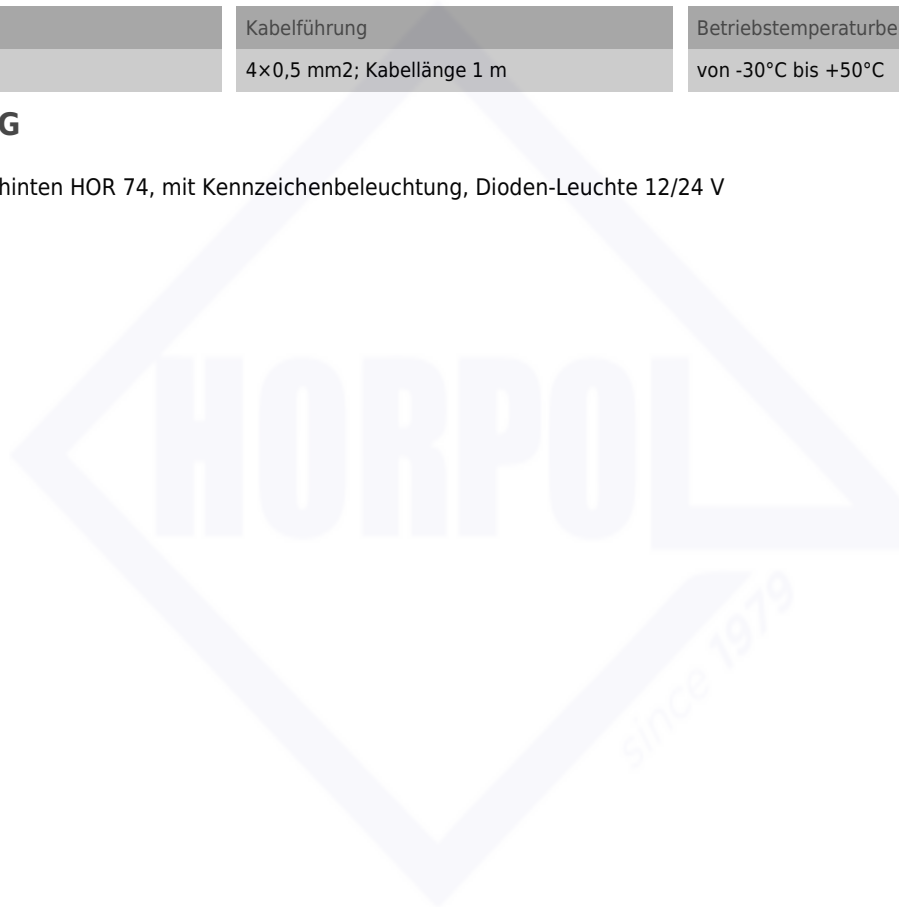 Kabelführung
Betriebstemperaturbe
4×0,5 mm2; Kabellänge 1 m
von -30°C bis +50°C
G
hinten HOR 74, mit Kennzeichenbeleuchtung, Dioden-Leuchte 12/24 V
HORPOL
since 1979